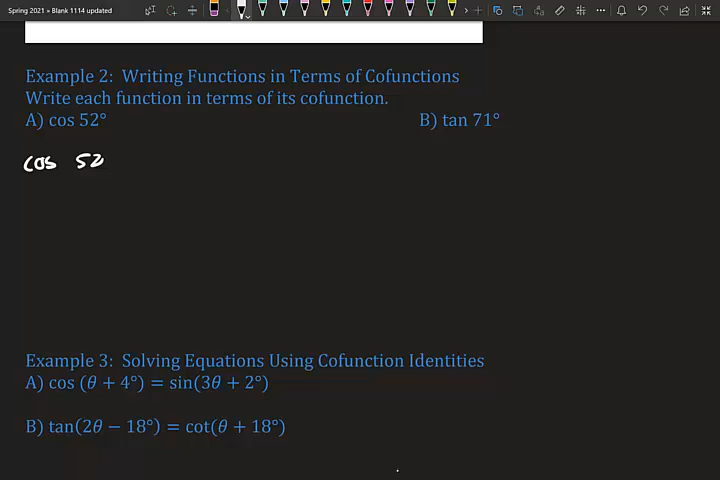 Spring 2021 » Blank 1114 updated
Example 2: Writing Functions in Terms of Cofunctions
Write each function in terms of its cofunction.
A) cos 52° B) tan 71°
cos 52
Example 3: Solving Equations Using Cofunction Identities
A) cos (θ + 4°) = sin(3θ + 2°)
B) tan(2θ − 18°) = cot(θ + 18°)